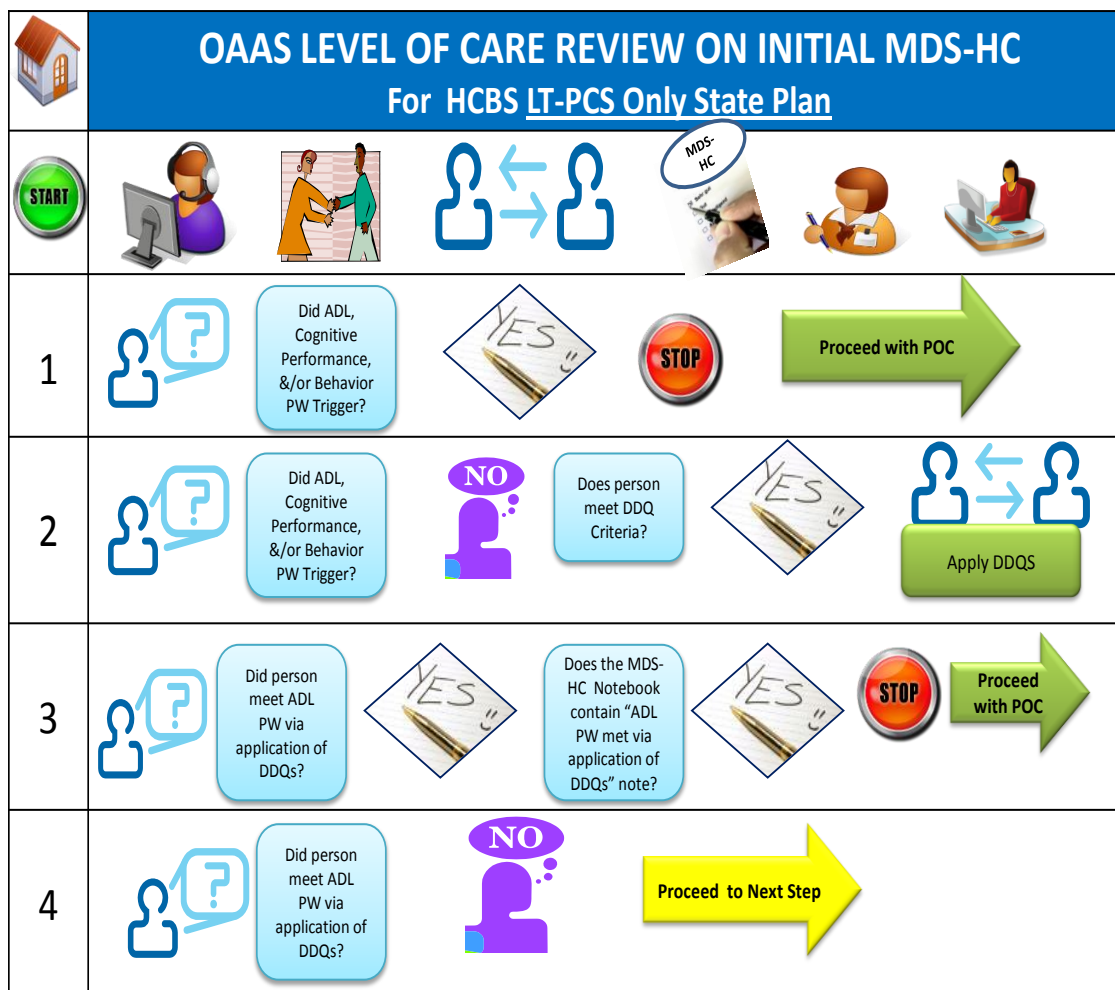 OAAS LEVEL OF CARE REVIEW ON INITIAL MDS-HC
For HCBS LT-PCS Only State Plan
START
MDS-
HC
1
Did ADL,
Cognitive
Performance,
&/or Behavior
PW Trigger?
YES
STOP
Proceed with POC
2
Did ADL,
Cognitive
Performance,
&/or Behavior
PW Trigger?
NO
Does person
meet DDQ
Criteria?
YES
Apply DDQS
3
Did person
meet ADL
PW via
application of
DDQs?
YES
Does the MDS-
HC Notebook
contain “ADL
PW met via
application of
DDQs” note?
YES
STOP
Proceed
with POC
4
Did person
meet ADL
PW via
application of
DDQs?
NO
Proceed to Next Step